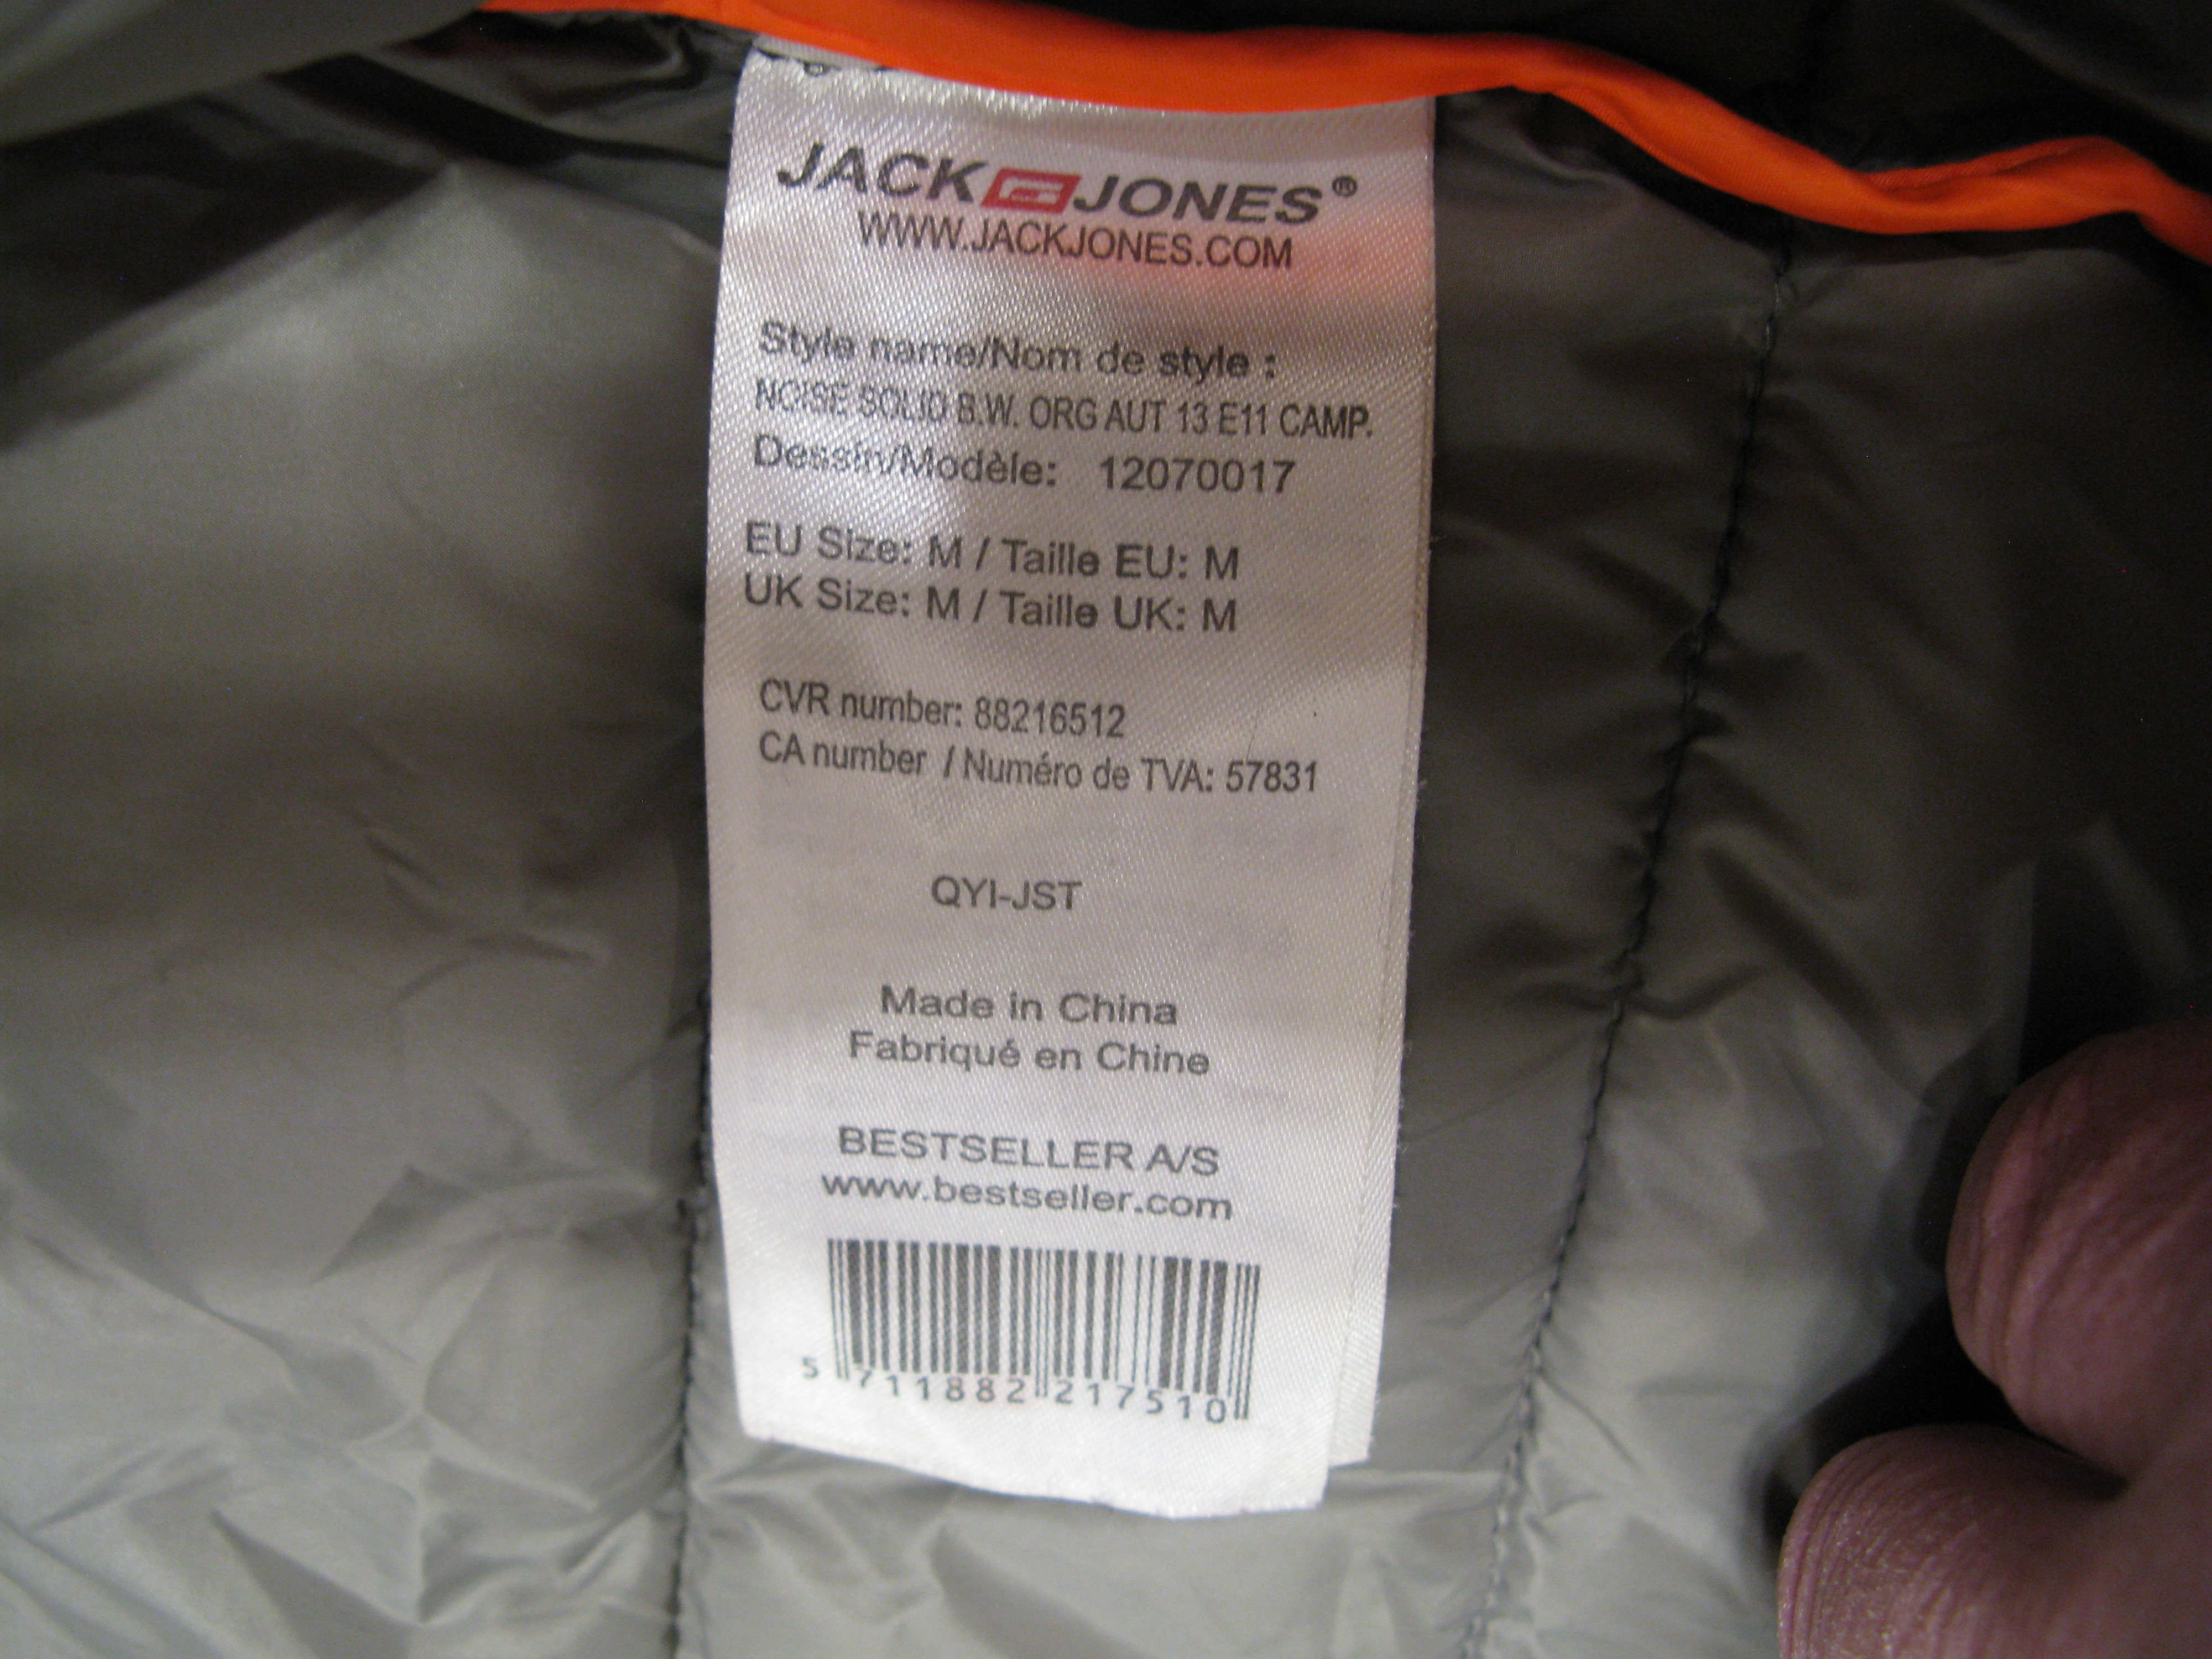 JACK JONES®
WWW.JACKJONES.COM
Style name/Nom de style :
NOISE SOLID B.W. ORG AUT 13 E11 CAMP.
Dessin/Modèle: 12070017
EU Size: M / Taille EU: M
UK Size: M / Taille UK: M
CVR number: 88216512
CA number / Numéro de TVA: 57831
QYI-JST
Made in China
Fabriqué en Chine
BESTSELLER A/S
www.bestseller.com
5 711882 217510